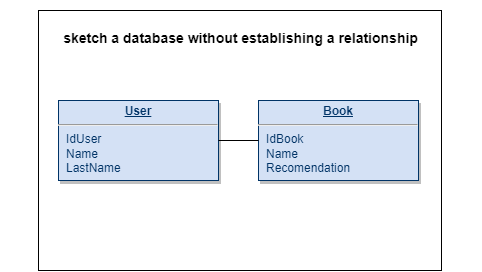 sketch a database without establishing a relationship
User
IdUser
Name
LastName
Book
IdBook
Name
Recomendation